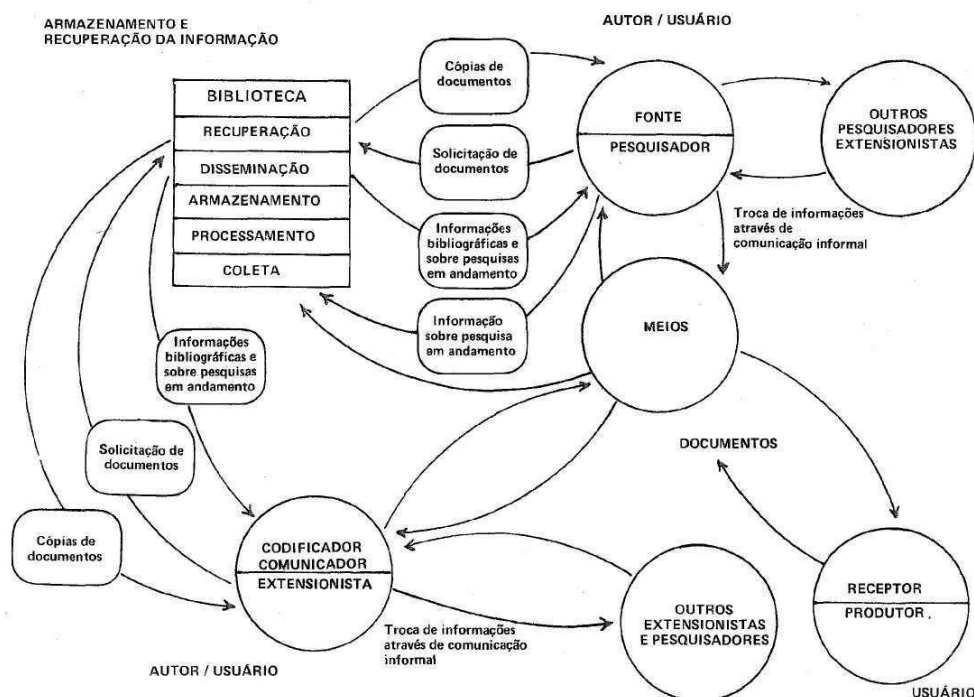 ARMAZENAMENTO E
RECUPERAÇÃO DA INFORMAÇÃO
AUTOR / USUÁRIO
BIBLIOTECA
RECUPERAÇÃO
DISSEMINAÇÃO
ARMAZENAMENTO
PROCESSAMENTO
COLETA
Cópias de
documentos
Solicitação de
documentos
Informações
bibliográficas e
sobre pesquisas
em andamento
Informação
sobre pesquisa
em andamento
FONTE
PESQUISADOR
OUTROS
PESQUISADORES
EXTENSIONISTAS
Troca de informações
através de
comunicação informal
MEIOS
Informações
bibliográficas e
sobre pesquisas
em andamento
Solicitação de
documentos
Cópias de
documentos
DOCUMENTOS
CODIFICADOR
COMUNICADOR
EXTENSIONISTA
Troca de informações
através de comunicação
informal
OUTROS
EXTENSIONISTAS
E PESQUISADORES
RECEPTOR
PRODUTOR .
AUTOR / USUÁRIO
USUÁRIO